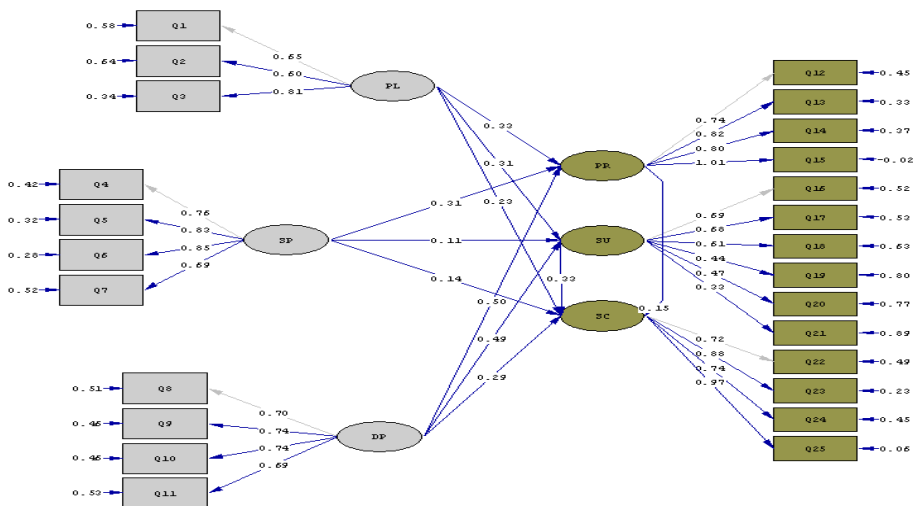 0.58 Q1
0.64 Q2
0.34 Q3
0.65
0.60
0.81
PL
0.42 Q4
0.32 Q5
0.28 Q6
0.52 Q7
0.76
0.83
0.85
0.69
SP
0.51 Q8
0.46 Q9
0.46 Q10
0.53 Q11
0.70
0.74
0.74
0.69
DP
0.33
0.31
0.23
0.31
0.11
0.14
0.50
0.49
0.29
0.33
0.15
PR
SU
SC
0.74
0.82
0.80
1.01
0.69
0.68
0.61
0.44
0.47
0.33
0.72
0.88
0.74
0.97
Q12 0.45
Q13 0.33
Q14 0.37
Q15 -0.02
Q16 0.52
Q17 0.53
Q18 0.63
Q19 0.80
Q20 0.77
Q21 0.89
Q22 0.49
Q23 0.23
Q24 0.45
Q25 0.06